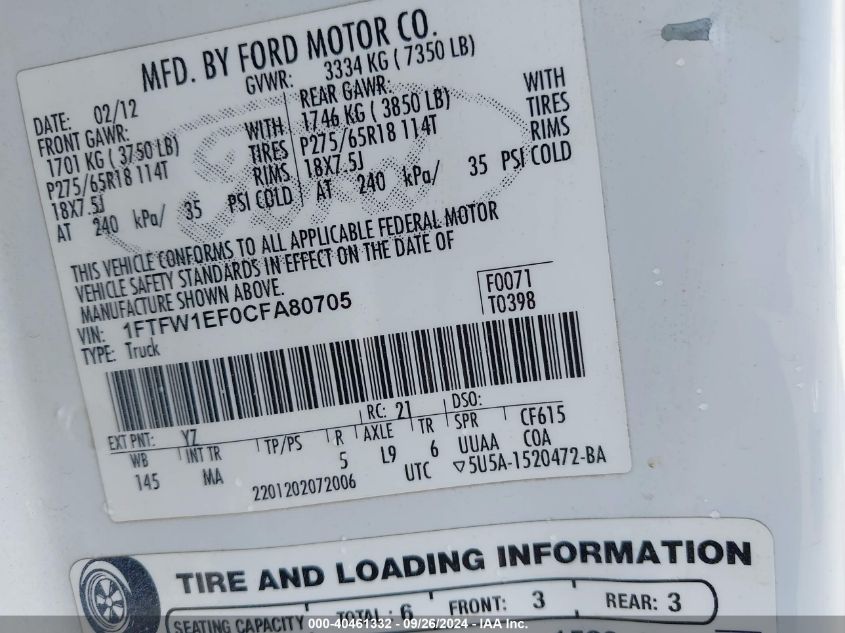 MFD. BY FORD MOTOR CO.
DATE: 02/12 GVWR: 3334 KG ( 7350 LB)
FRONT GAWR: REAR GAWR:
1701 KG ( 3750 LB) WITH 1746 KG ( 3850 LB) WITH
P275/65R18 114T TIRES P275/65R18 114T TIRES
18X7.5J RIMS 18X7.5J RIMS
AT 240 kPa/ 35 PSI COLD AT 240 kPa/ 35 PSI COLD
THIS VEHICLE CONFORMS TO ALL APPLICABLE FEDERAL MOTOR
VEHICLE SAFETY STANDARDS IN EFFECT ON THE DATE OF
MANUFACTURE SHOWN ABOVE.
VIN: 1FTFW1EF0CFA80705 F0071
TYPE: Truck T0398
EXT PNT: YZ RC: 21 DSO: CF615
WB INT TR TP/PS R AXLE TR SPR COA
145 MA 5 L9 6 UUAA
2201202072006 UTC ▽5U5A-1520472-BA
TIRE AND LOADING INFORMATION
SEATING CAPACITY TOTAL : 6 FRONT: 3 REAR: 3
000-40461332 - 09/26/2024 - IAA Inc.